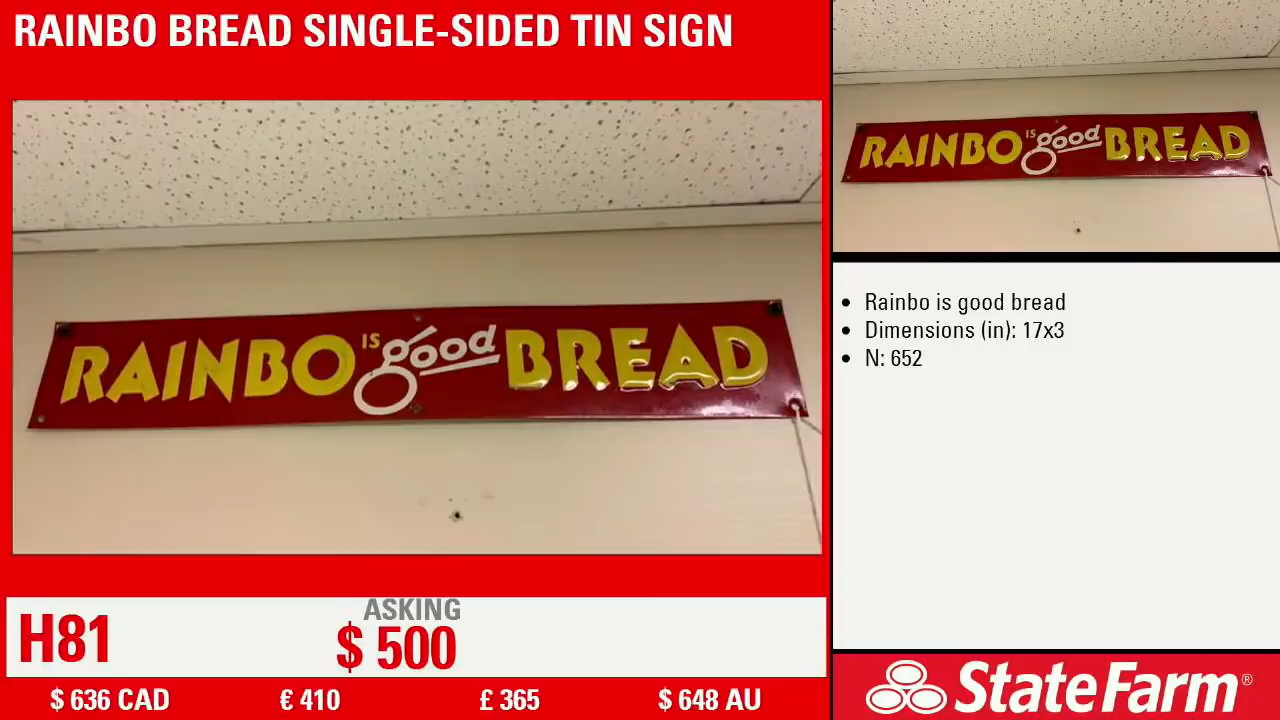 RAINBO BREAD SINGLE-SIDED TIN SIGN
RAINBO IS good BREAD
RAINBO IS good BREAD
• Rainbo is good bread
• Dimensions (in): 17x3
• N: 652
H81
ASKING
$ 500
$ 636 CAD € 410 £ 365 $ 648 AU
StateFarm®